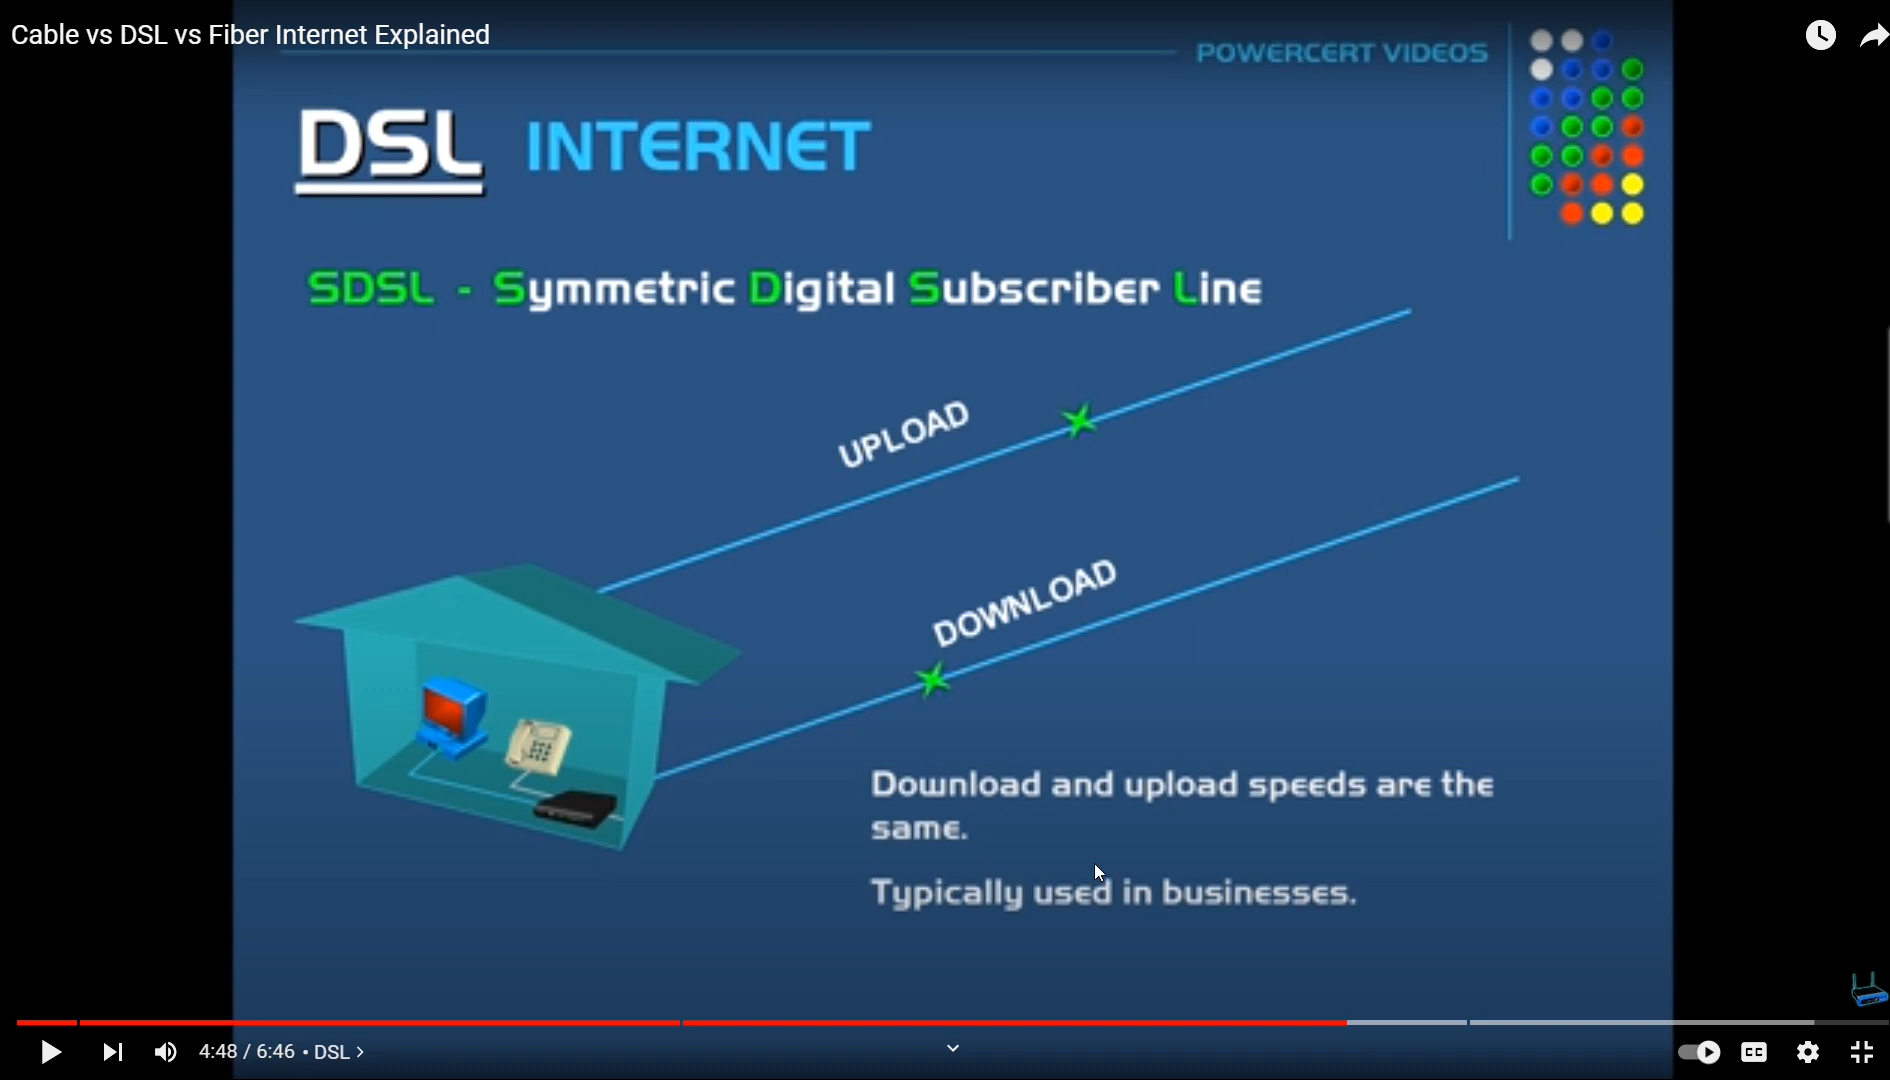 Cable vs DSL vs Fiber Internet Explained
POWERCERT VIDEOS
DSL INTERNET
SDSL - Symmetric Digital Subscriber Line
UPLOAD
DOWNLOAD
Download and upload speeds are the
same.
Typically used in businesses.
4:48 / 6:46 • DSL >
CC